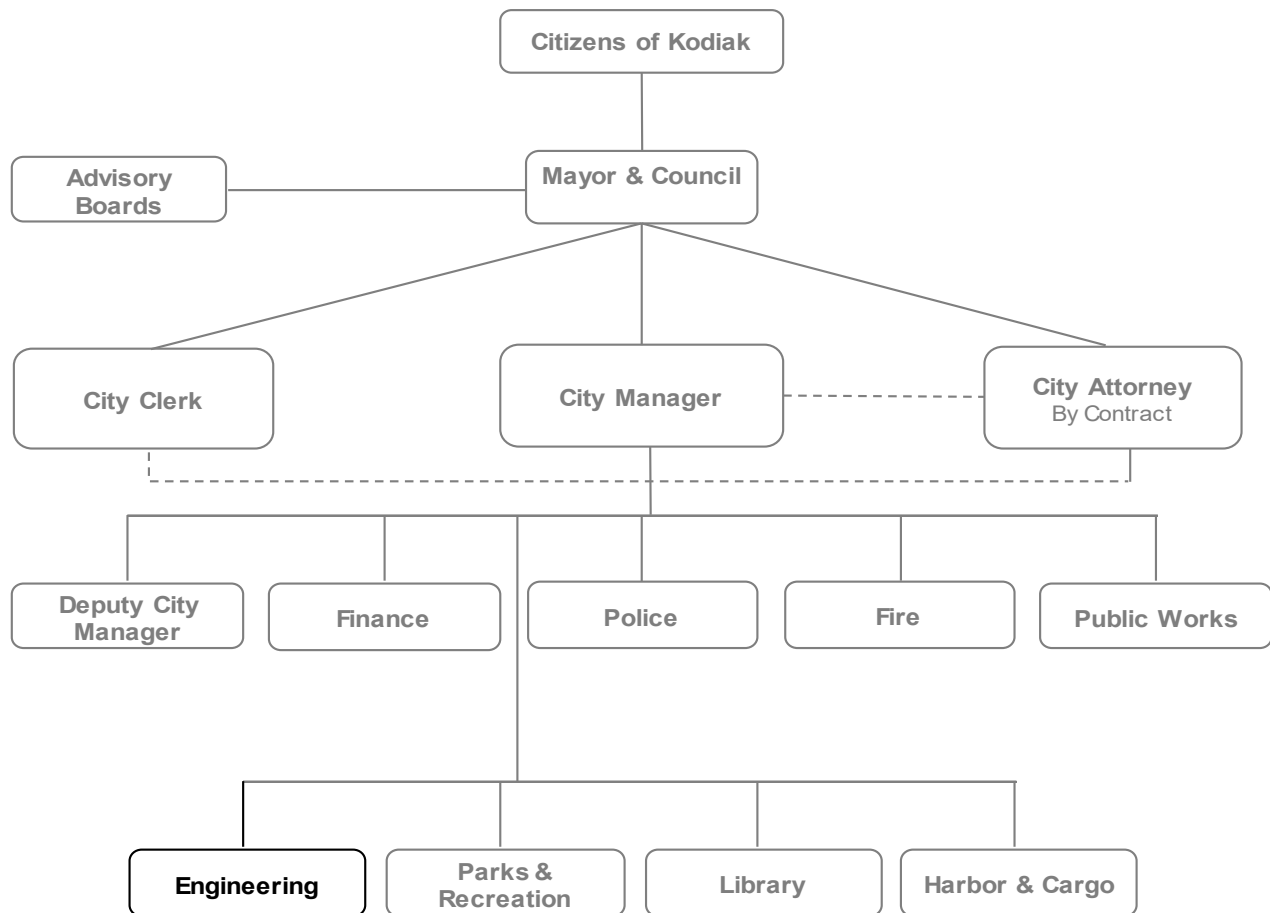 Citizens of Kodiak
Advisory
Boards
Mayor & Council
City Clerk
City Manager
City Attorney
By Contract
Deputy City
Manager
Finance
Police
Fire
Public Works
Engineering
Parks &
Recreation
Library
Harbor & Cargo